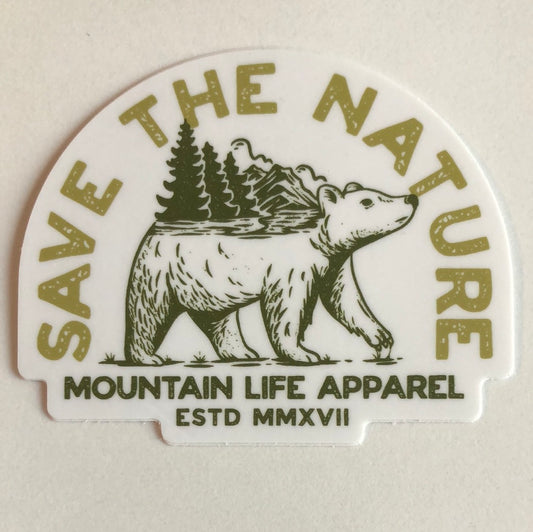 SAVE THE NATURE
MOUNTAIN LIFE APPAREL
ESTD MMXVII